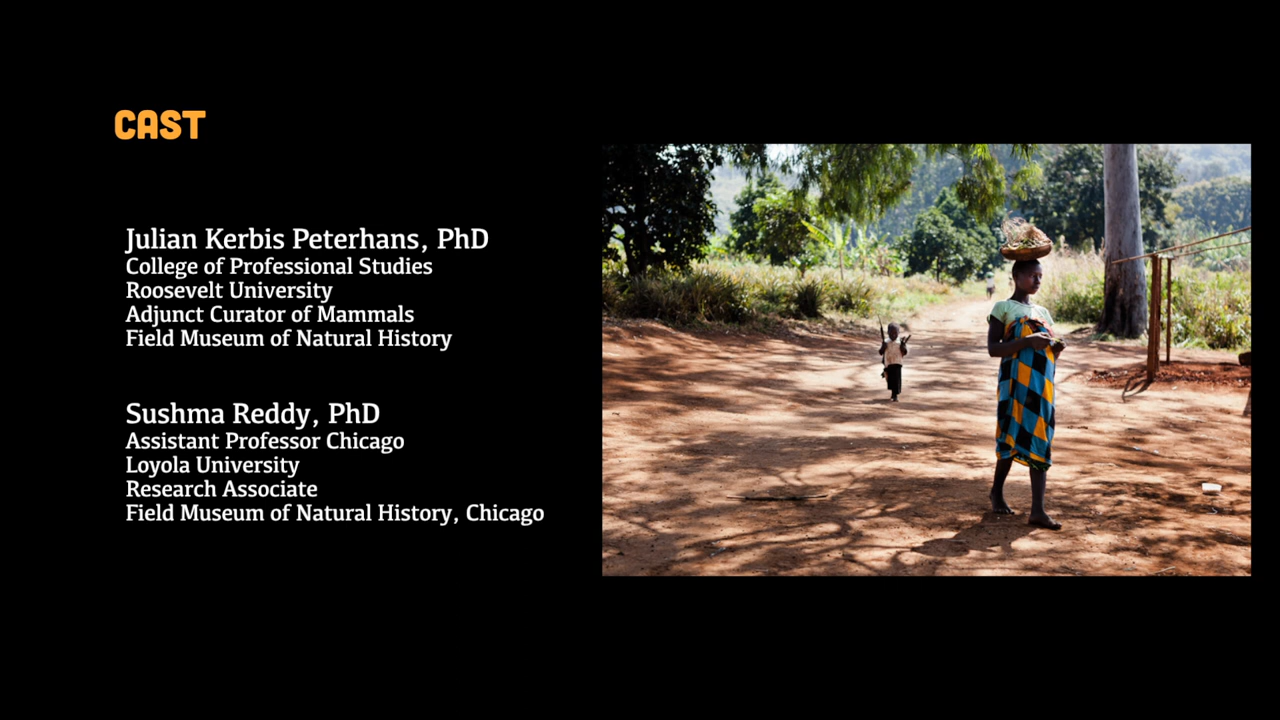 CAST
Julian Kerbis Peterhans, PhD
College of Professional Studies
Roosevelt University
Adjunct Curator of Mammals
Field Museum of Natural History
Sushma Reddy, PhD
Assistant Professor Chicago
Loyola University
Research Associate
Field Museum of Natural History, Chicago